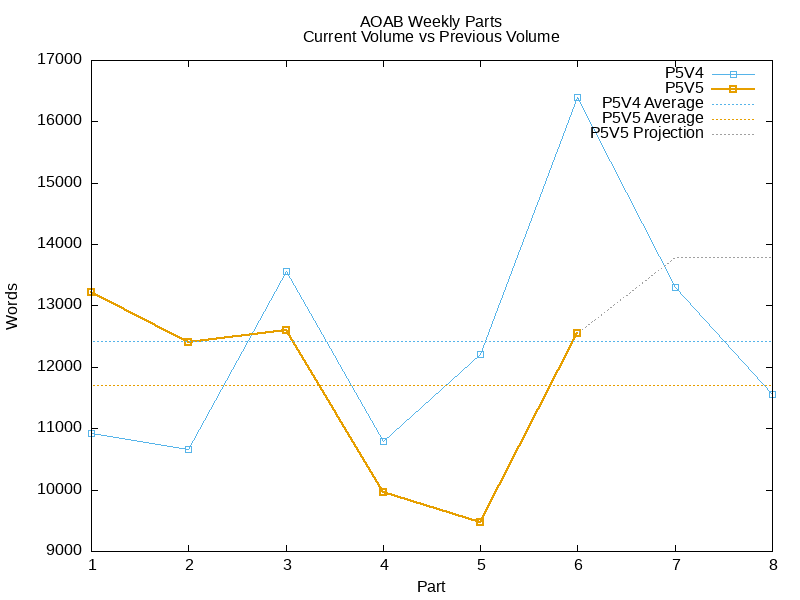 AOAB Weekly Parts
Current Volume vs Previous Volume
17000
16000
15000
14000
13000
12000
11000
10000
9000
Words
P5V4
P5V5
P5V4 Average
P5V5 Average
P5V5 Projection
1 2 3 4 5 6 7 8
Part